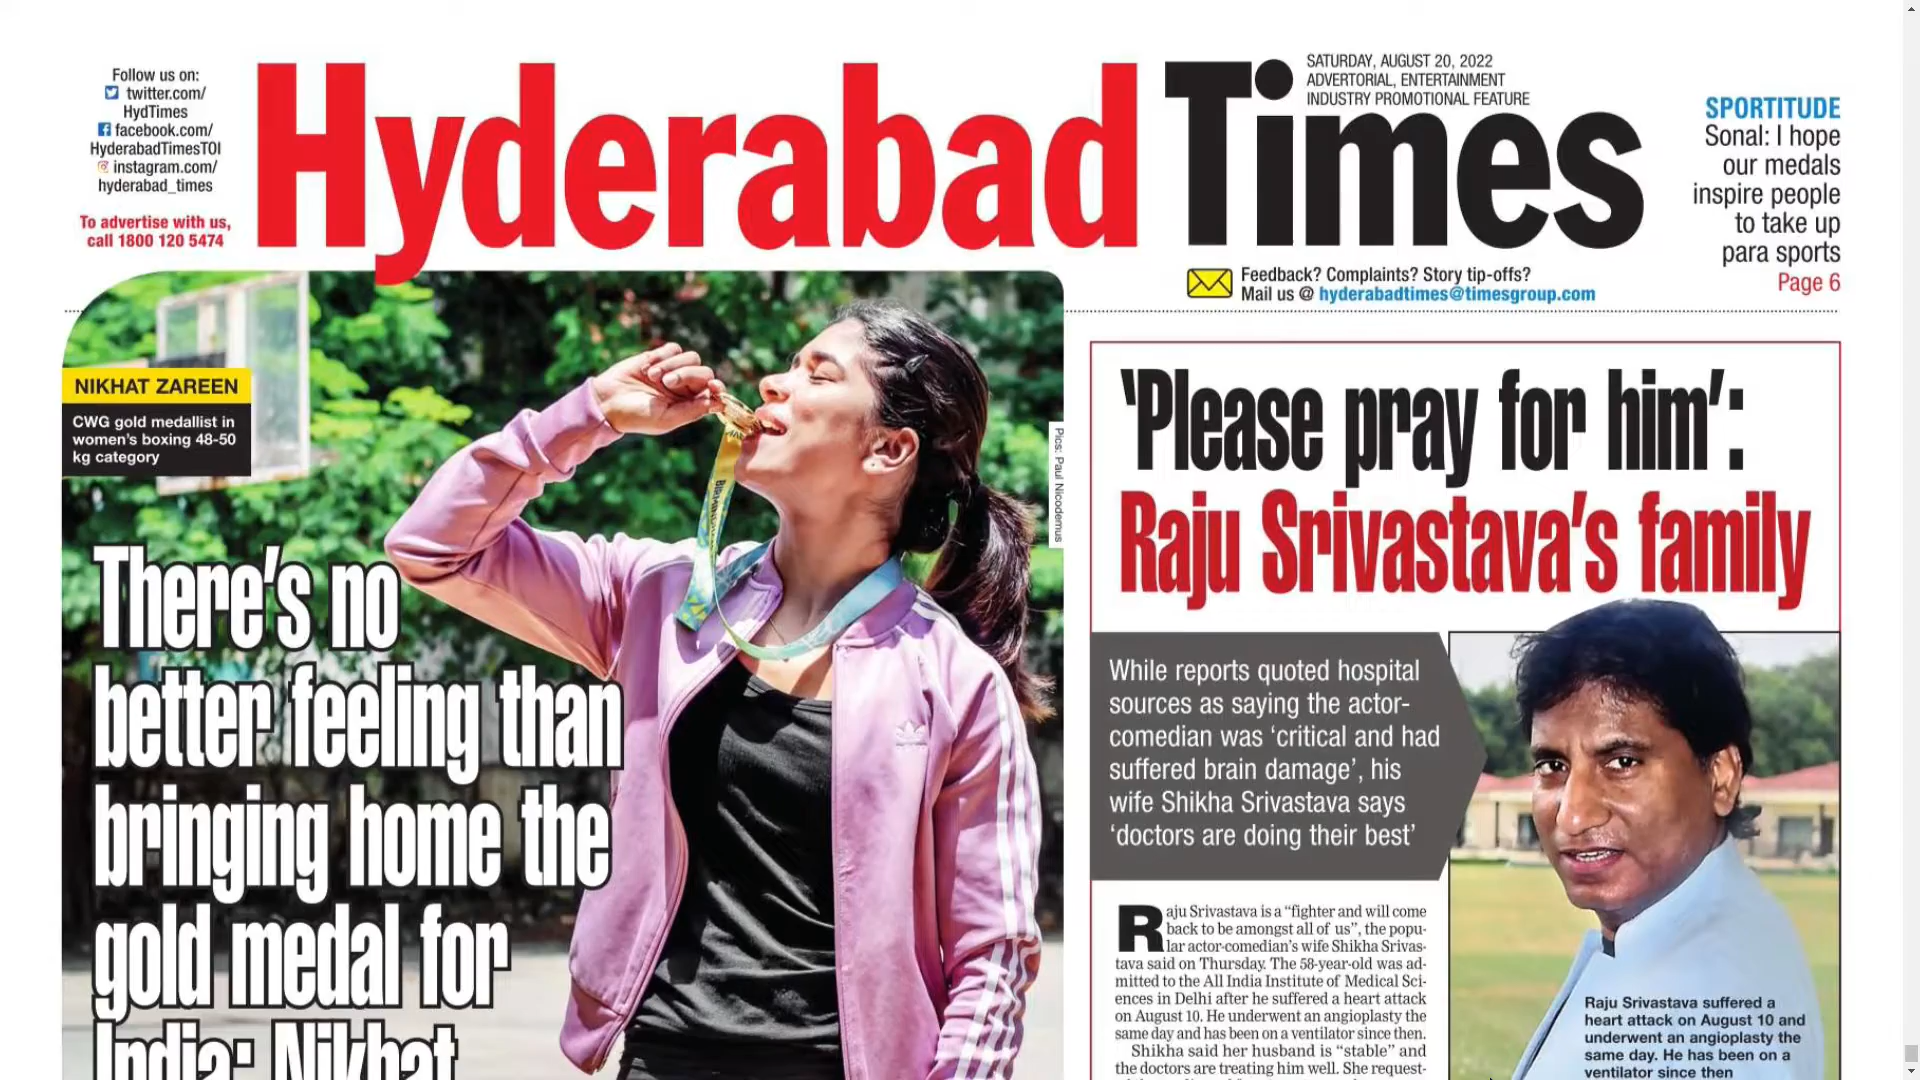 Follow us on:
twitter.com/
HydTimes
facebook.com/
HyderabadTimesTOI
instagram.com/
hyderabad_times
To advertise with us,
call 1800 120 5474
Hyderabad Times
SATURDAY, AUGUST 20, 2022
ADVERTORIAL, ENTERTAINMENT
INDUSTRY PROMOTIONAL FEATURE
Feedback? Complaints? Story tip-offs?
Mail us @ hyderabadtimes@timesgroup.com
SPORTITUDE
Sonal: I hope
our medals
inspire people
to take up
para sports
Page 6
NIKHAT ZAREEN
CWG gold medallist in
women's boxing 48-50
kg category
Pics: Paul Nicodemus
There's no
better feeling than
bringing home the
gold medal for
India: Nikhat
'Please pray for him':
Raju Srivastava's family
While reports quoted hospital
sources as saying the actor-
comedian was 'critical and had
suffered brain damage', his
wife Shikha Srivastava says
'doctors are doing their best'
Raju Srivastava is a "fighter and will come
back to be amongst all of us", the popu-
lar actor-comedian's wife Shikha Srivas-
tava said on Thursday. The 58-year-old was ad-
mitted to the All India Institute of Medical Sci-
ences in Delhi after he suffered a heart attack
on August 10. He underwent an angioplasty the
same day and has been on a ventilator since then.
Shikha said her husband is "stable" and
the doctors are treating him well. She request-
Raju Srivastava suffered a
heart attack on August 10 and
underwent an angioplasty the
same day. He has been on a
ventilator since then